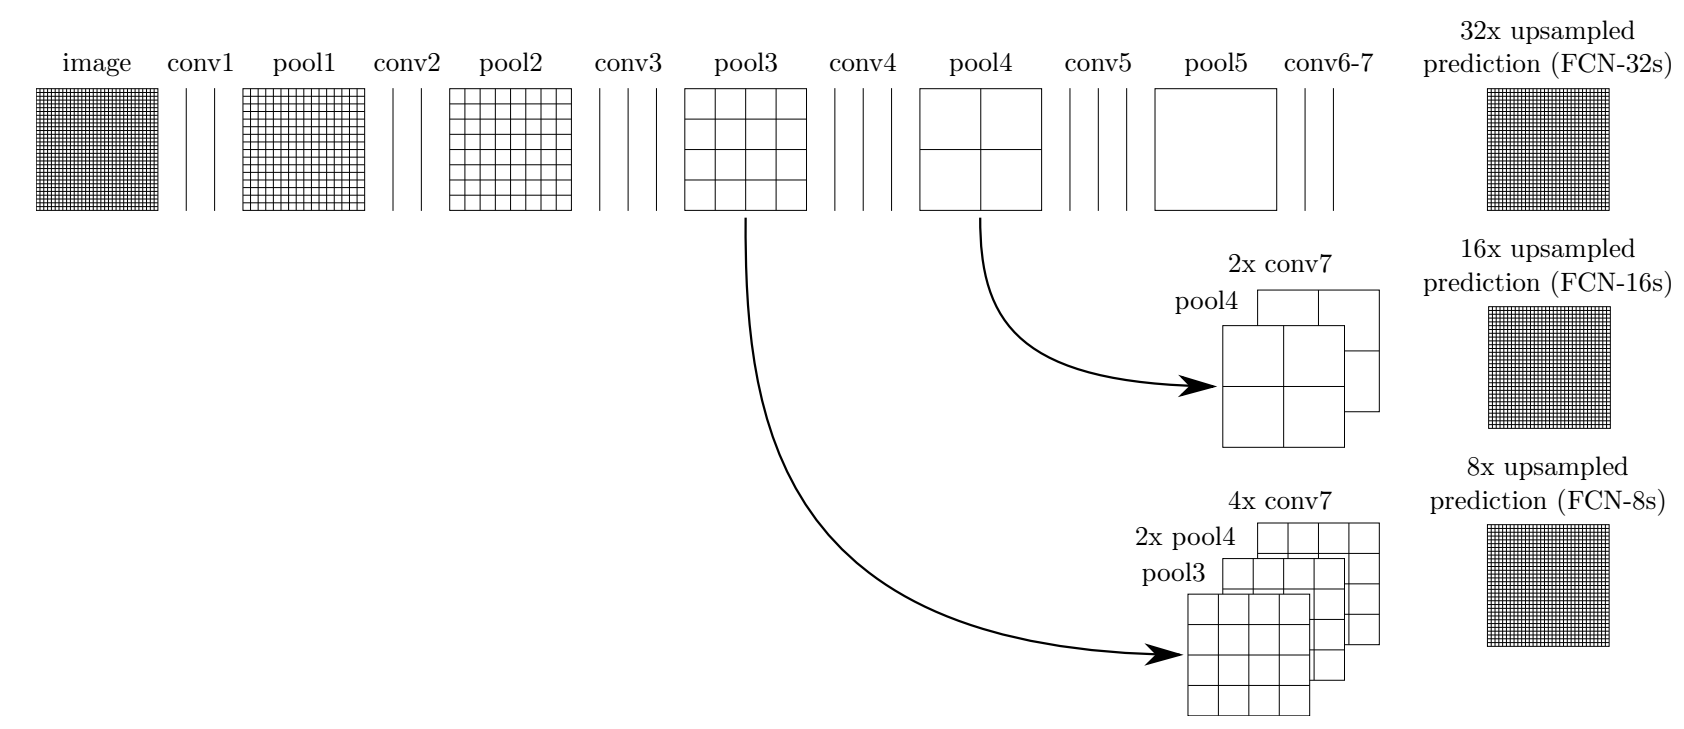 image
conv1
pool1
conv2
pool2
conv3
pool3
conv4
pool4
conv5
pool5
conv6-7
32x upsampled
prediction (FCN-32s)
2x conv7
pool4
16x upsampled
prediction (FCN-16s)
4x conv7
2x pool4
pool3
8x upsampled
prediction (FCN-8s)